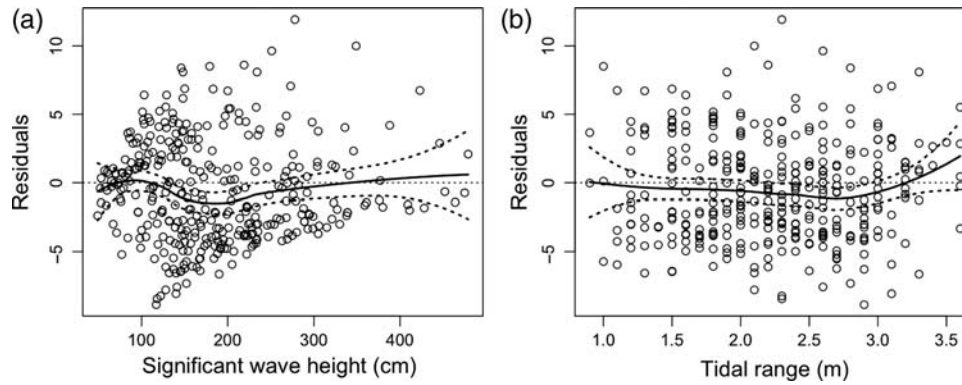 (a)
Residuals
10
5
0
−5
100 200 300 400
Significant wave height (cm)
(b)
Residuals
10
5
0
−5
1.0 1.5 2.0 2.5 3.0 3.5
Tidal range (m)